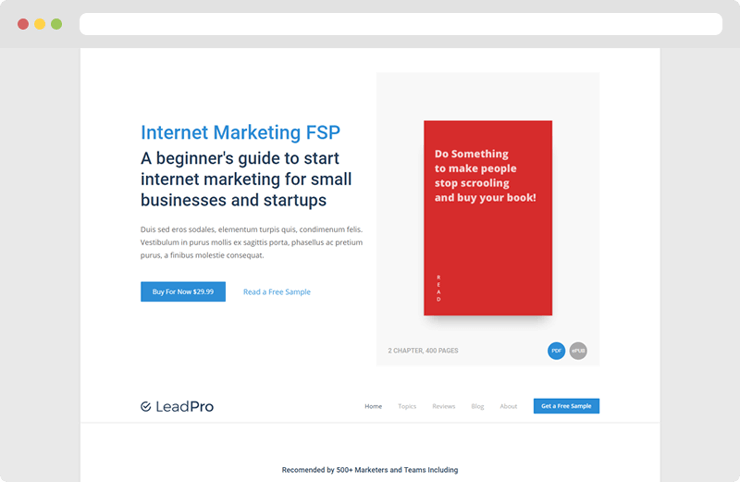 Internet Marketing FSP
A beginner's guide to start
internet marketing for small
businesses and startups
Duis sed eros sodales, elementum turpis quis, condimenum felis.
Vestibulum in purus mollis ex sagittis porta, phasellus ac pretium
purus, a finibus molestie consequat.
Buy For Now $29.99
Read a Free Sample
Do Something
to make people
stop scrooling
and buy your book!
R
E
A
D
2 CHAPTER, 400 PAGES
PDF
ePUB
LeadPro
Home
Topics
Reviews
Blog
About
Get a Free Sample
Recomended by 500+ Marketers and Teams Including